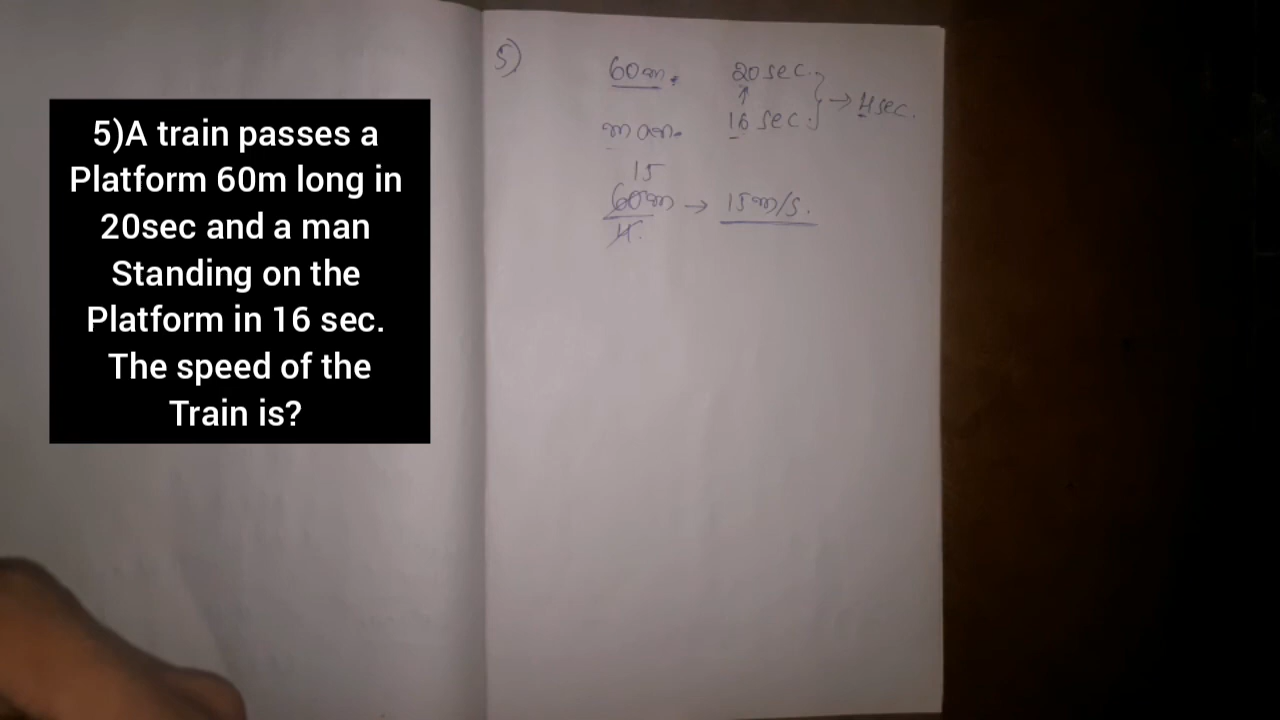 5)A train passes a
Platform 60m long in
20sec and a man
Standing on the
Platform in 16 sec.
The speed of the
Train is?
5)
60m. 20sec.
↑ } → 4sec.
man. 16 sec.
15
60m → 15m/s.
4.